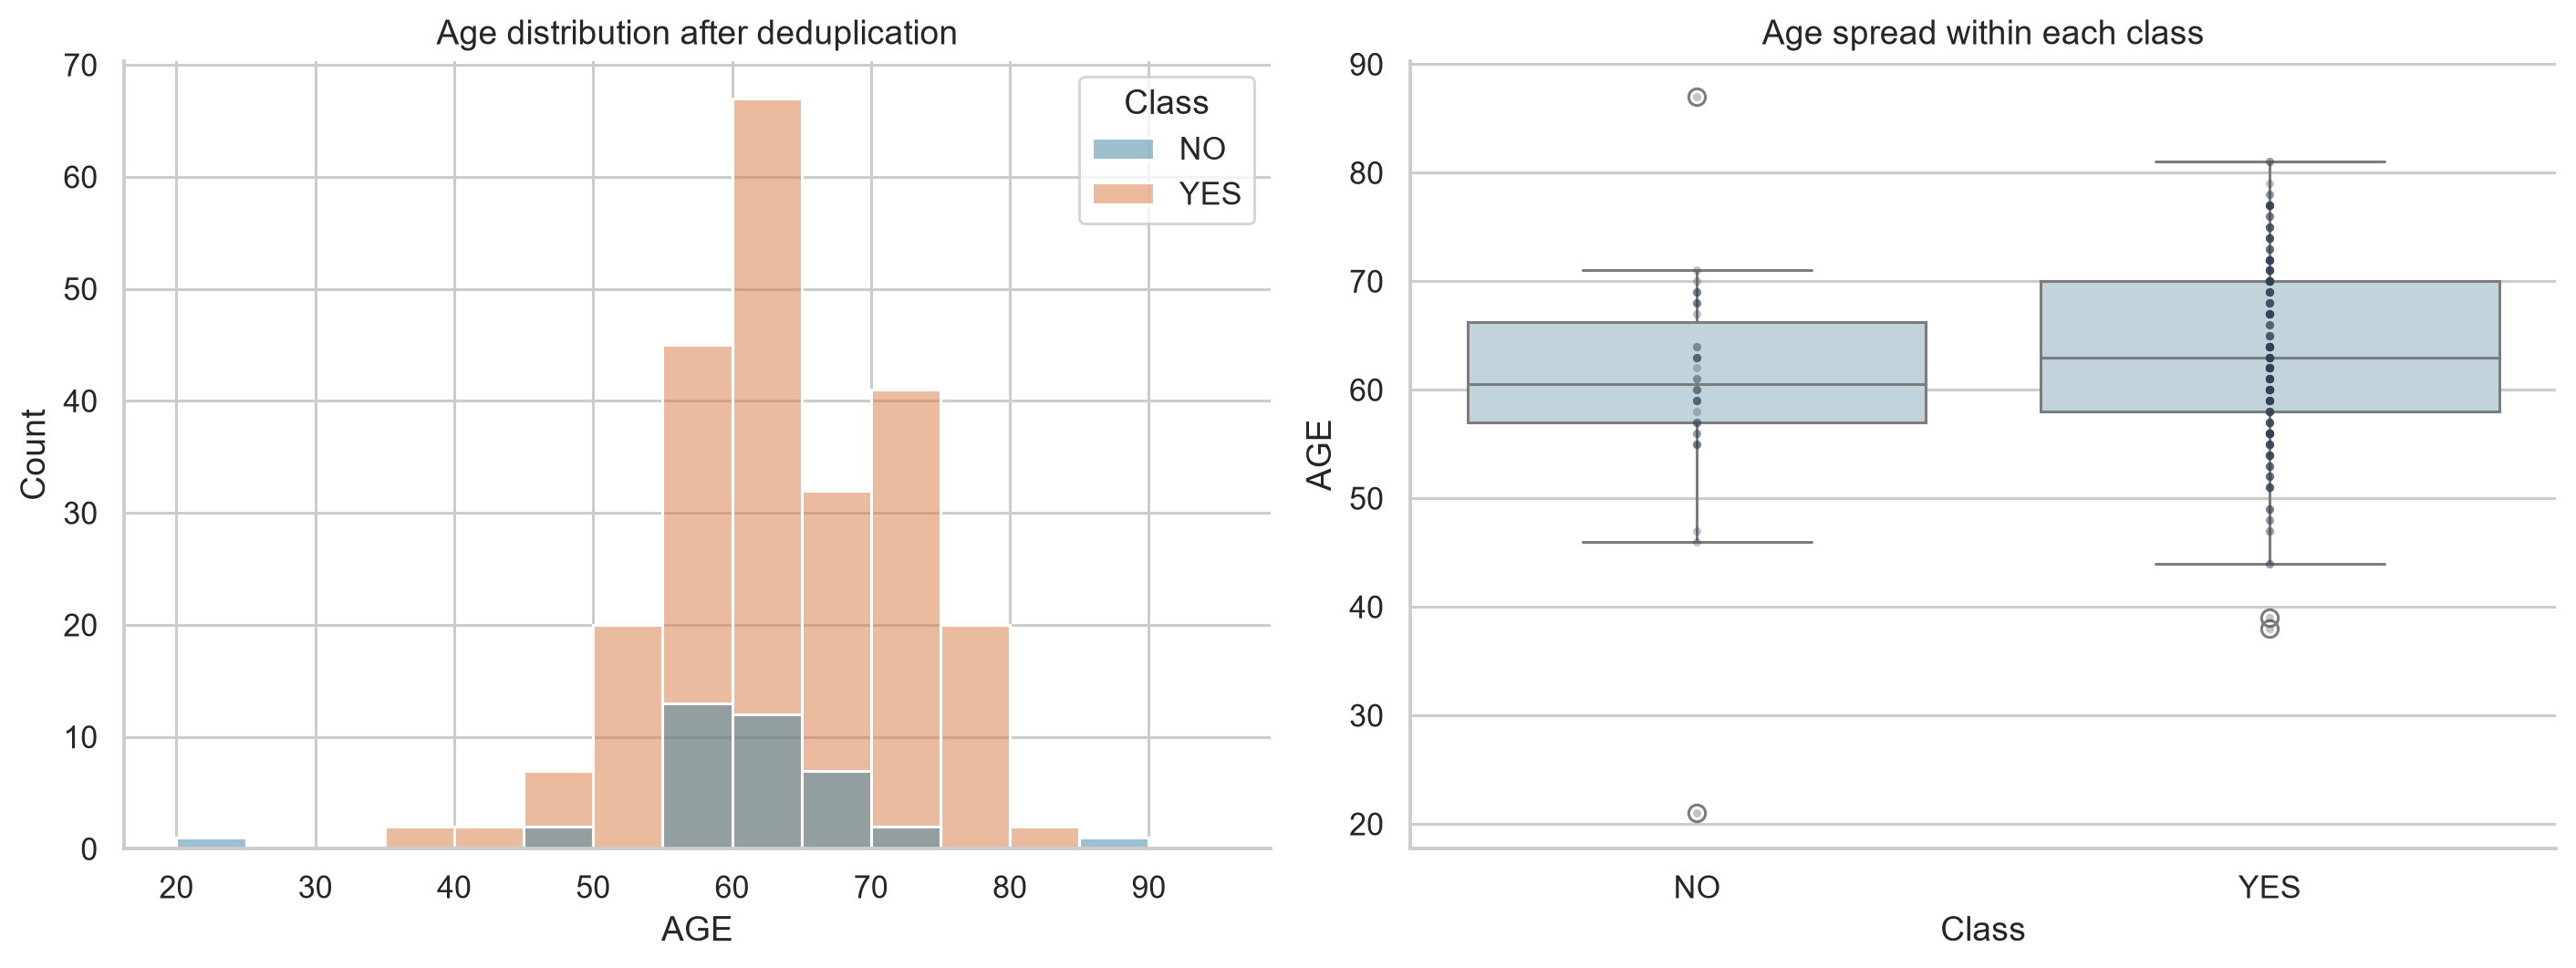 Age distribution after deduplication
70
60
50
40
30
20
10
0
Count
20 30 40 50 60 70 80 90
AGE
Class
NO
YES
Age spread within each class
90
80
70
60
50
40
30
20
AGE
NO YES
Class